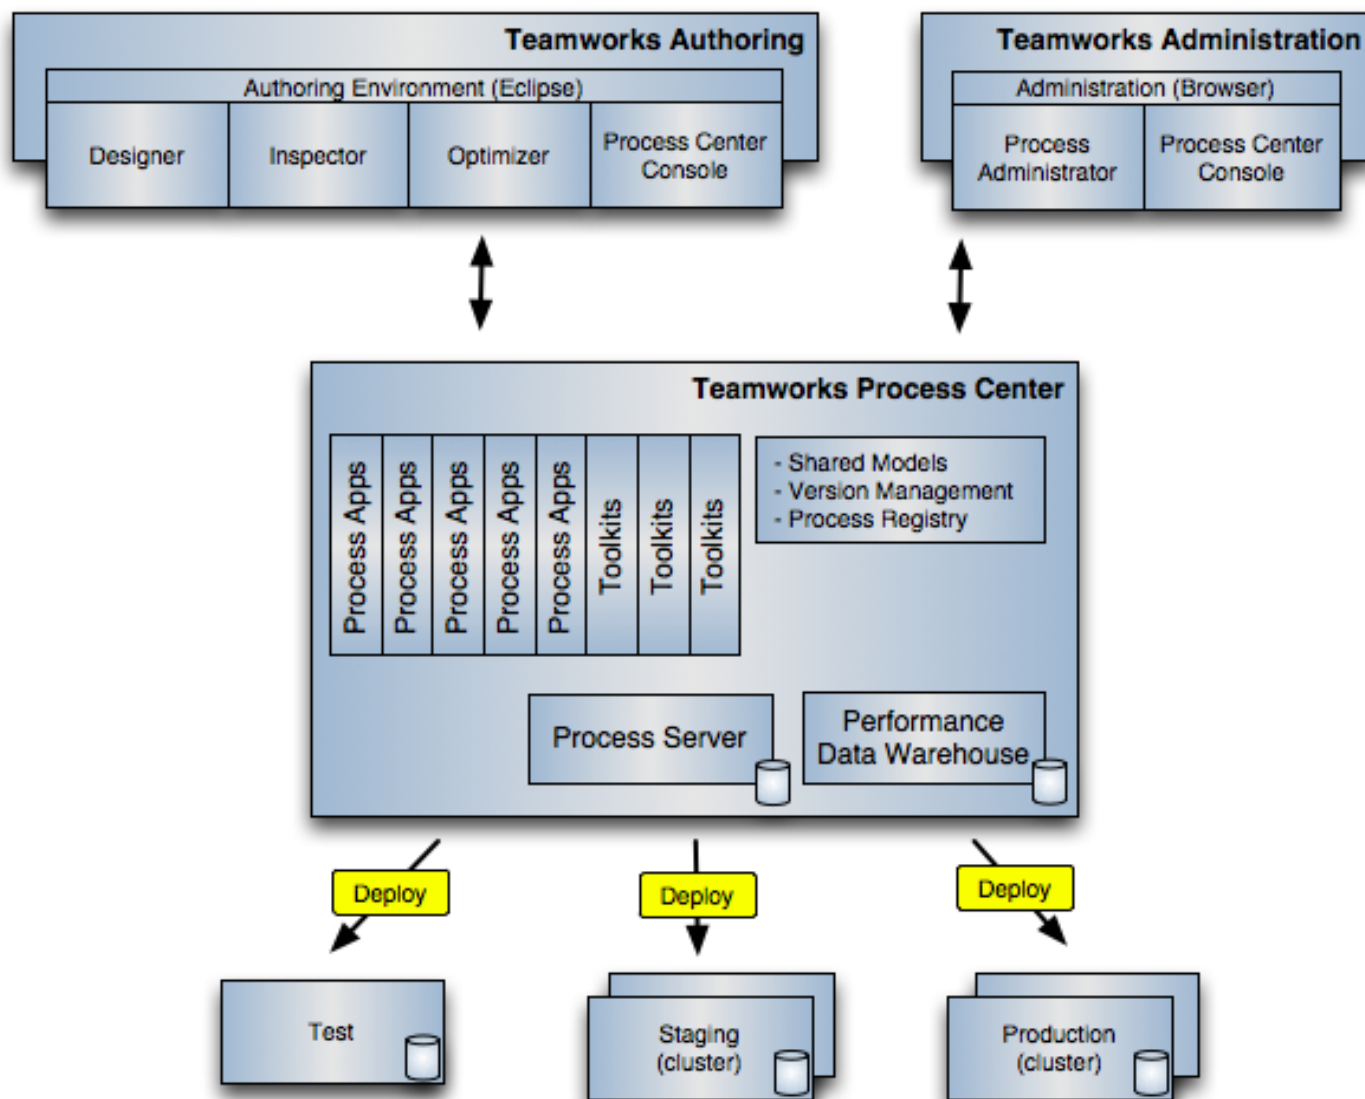 Teamworks Authoring
Authoring Environment (Eclipse)
Designer
Inspector
Optimizer
Process Center
Console
Teamworks Administration
Administration (Browser)
Process
Administrator
Process Center
Console
Teamworks Process Center
Process Apps
Process Apps
Process Apps
Process Apps
Process Apps
Toolkits
Toolkits
Toolkits
- Shared Models
- Version Management
- Process Registry
Process Server
Performance
Data Warehouse
Deploy
Deploy
Deploy
Test
Staging
(cluster)
Production
(cluster)